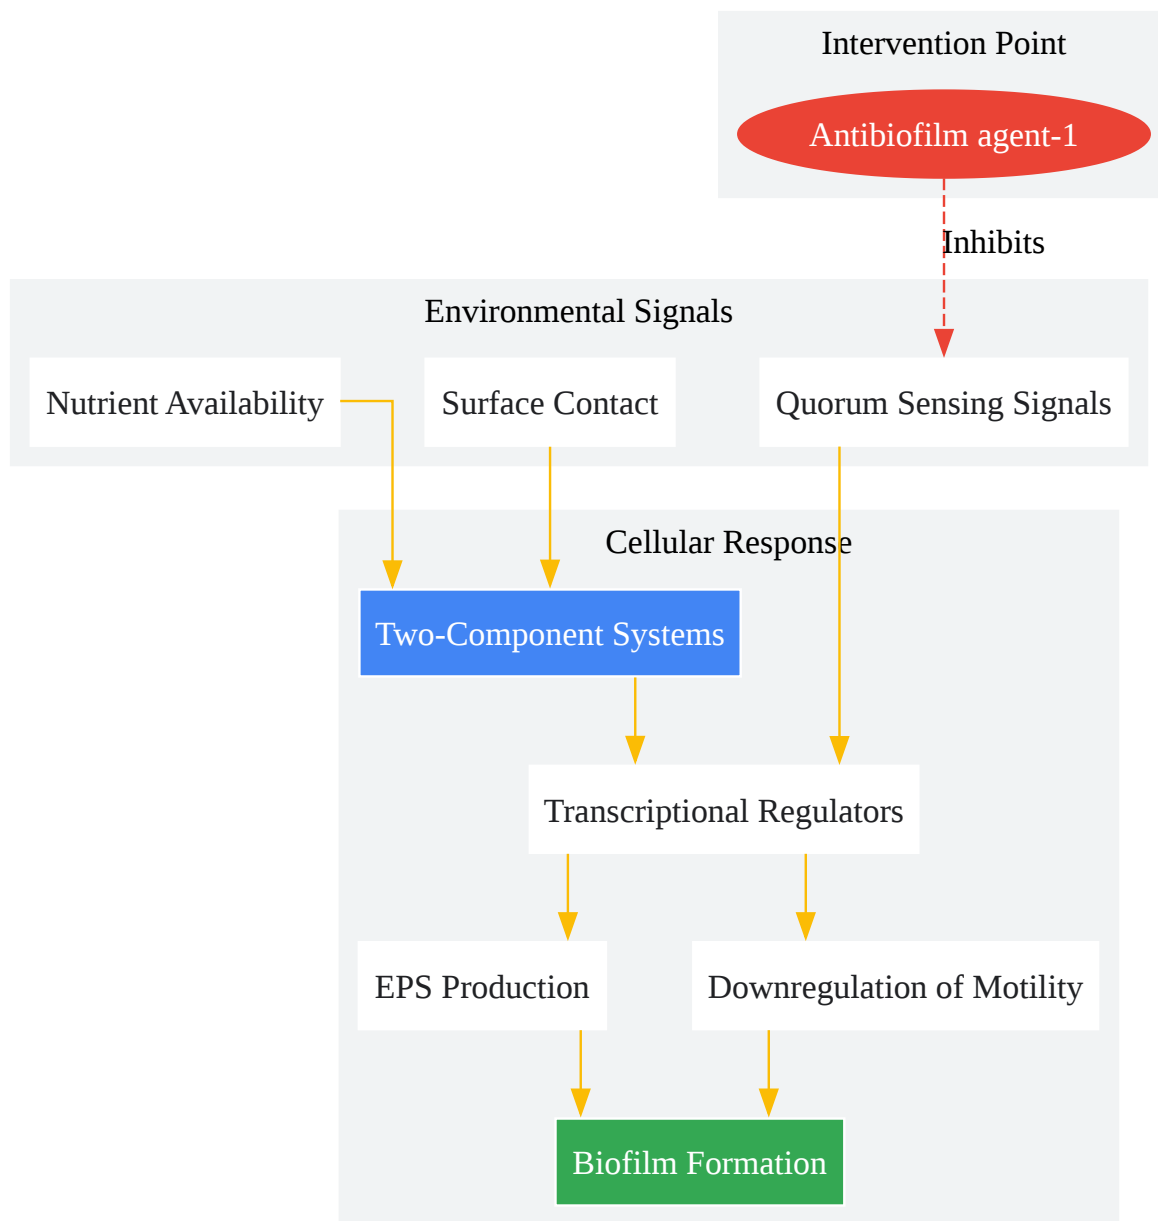 Intervention Point
Antibiofilm agent-1
Inhibits
Environmental Signals
Nutrient Availability
Surface Contact
Quorum Sensing Signals
Cellular Response
Two-Component Systems
Transcriptional Regulators
EPS Production
Downregulation of Motility
Biofilm Formation